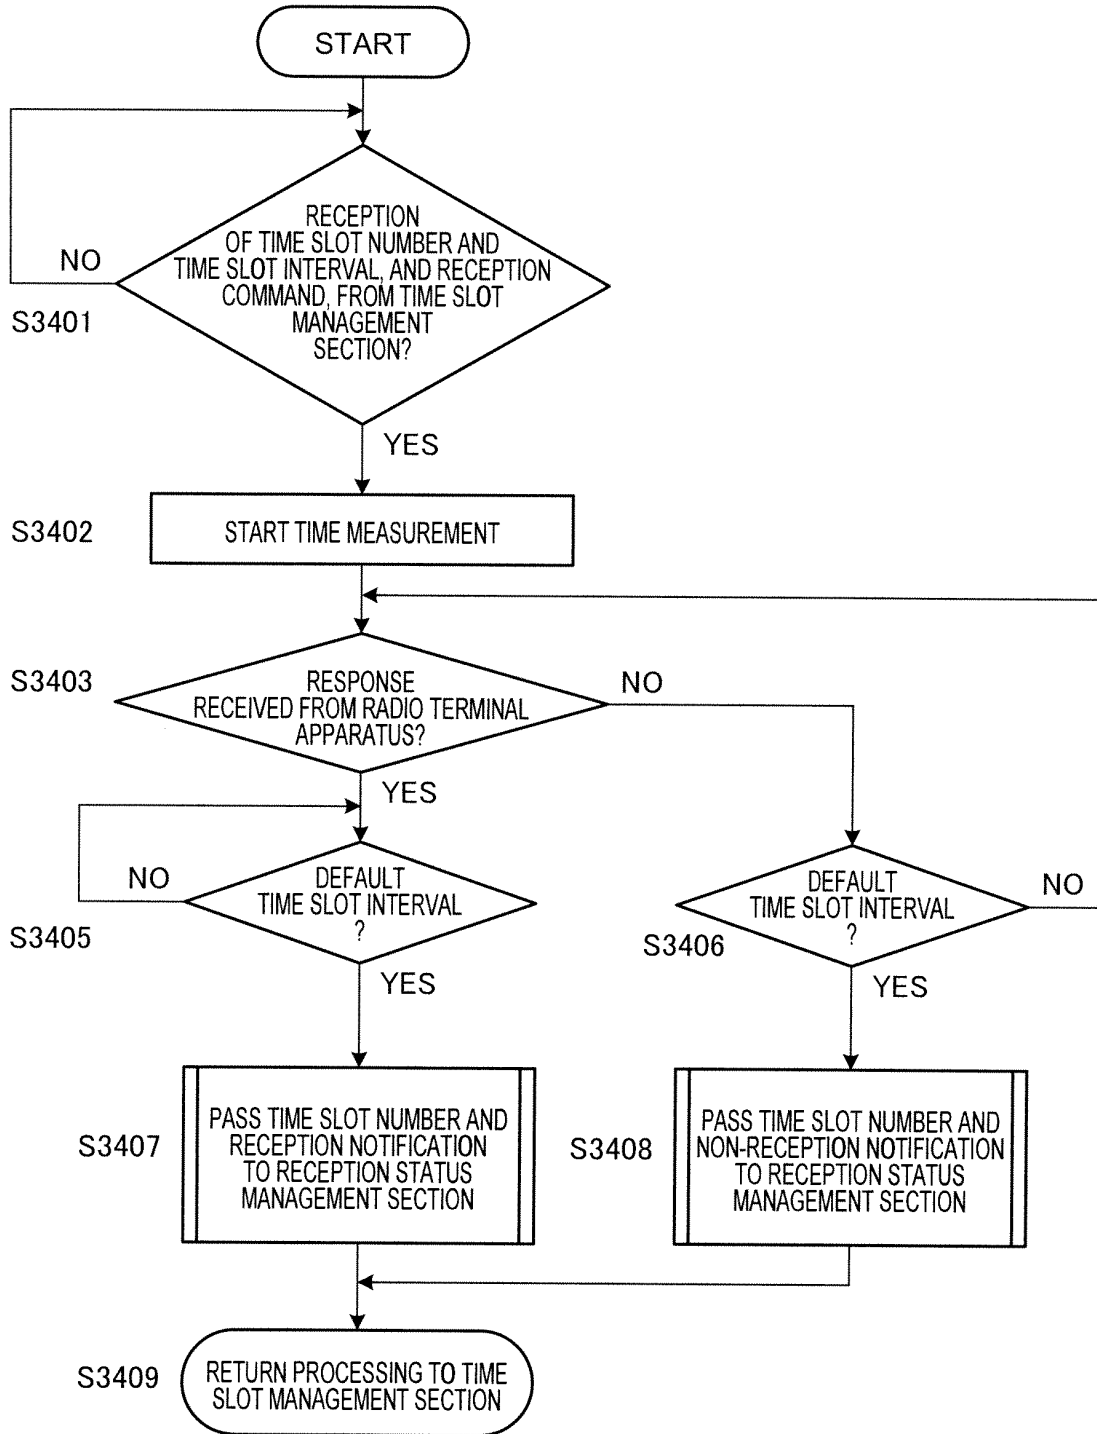 START
RECEPTION
OF TIME SLOT NUMBER AND
TIME SLOT INTERVAL, AND RECEPTION
COMMAND, FROM TIME SLOT
MANAGEMENT
SECTION?
NO
S3401
YES
S3402
START TIME MEASUREMENT
S3403
RESPONSE
RECEIVED FROM RADIO TERMINAL
APPARATUS?
NO
YES
NO
DEFAULT
TIME SLOT INTERVAL
?
S3405
YES
DEFAULT
TIME SLOT INTERVAL
?
NO
S3406
YES
S3407
PASS TIME SLOT NUMBER AND
RECEPTION NOTIFICATION
TO RECEPTION STATUS
MANAGEMENT SECTION
S3408
PASS TIME SLOT NUMBER AND
NON-RECEPTION NOTIFICATION
TO RECEPTION STATUS
MANAGEMENT SECTION
S3409
RETURN PROCESSING TO TIME
SLOT MANAGEMENT SECTION